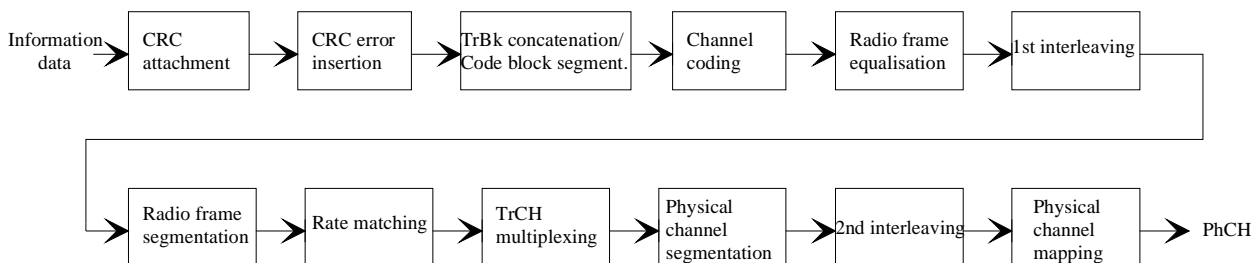 Information
data
CRC
attachment
CRC error
insertion
TrBk concatenation/
Code block segment.
Channel
coding
Radio frame
equalisation
1st interleaving
Radio frame
segmentation
Rate matching
TrCH
multiplexing
Physical
channel
segmentation
2nd interleaving
Physical
channel
mapping
PhCH